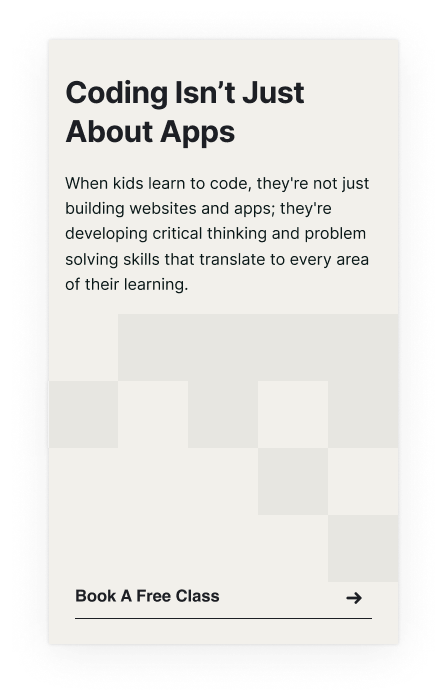 Coding Isn’t Just
About Apps
When kids learn to code, they're not just
building websites and apps; they're
developing critical thinking and problem
solving skills that translate to every area
of their learning.
Book A Free Class →